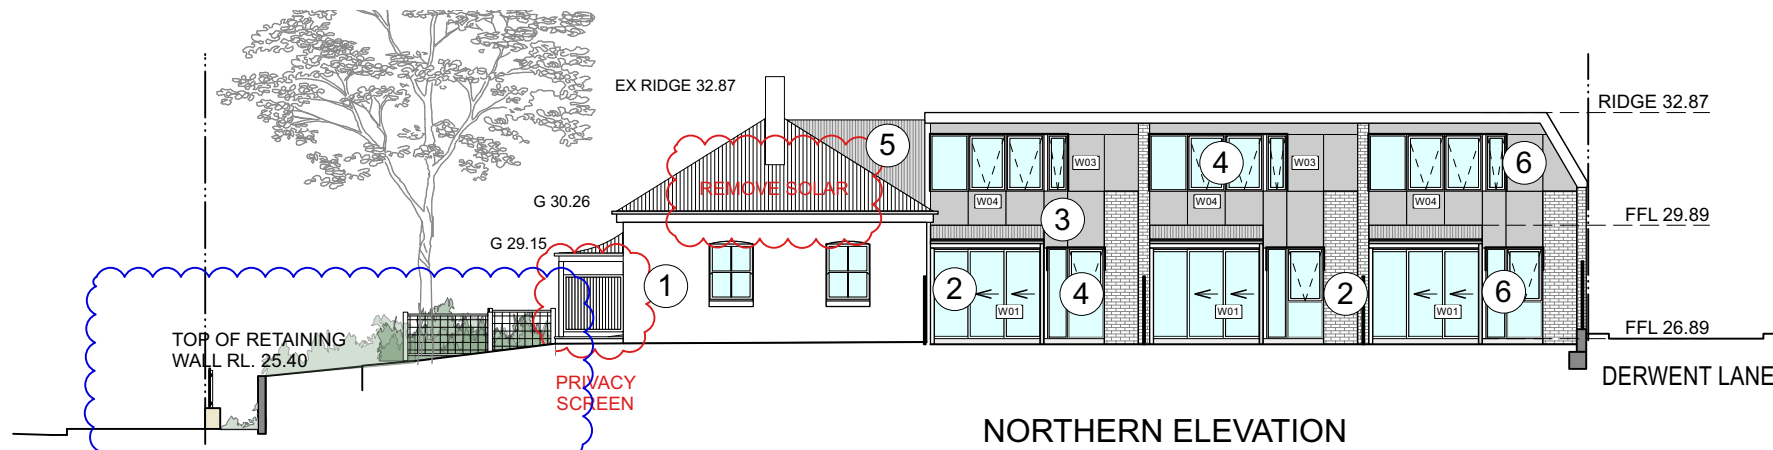 EX RIDGE 32.87
RIDGE 32.87
5
REMOVE SOLAR
W03
4
W03
6
G 30.26
W04
W04
W04
3
FFL 29.89
G 29.15
1
2
4
2
6
W01
W01
W01
TOP OF RETAINING
WALL RL. 25.40
FFL 26.89
PRIVACY
SCREEN
DERWENT LANE
NORTHERN ELEVATION